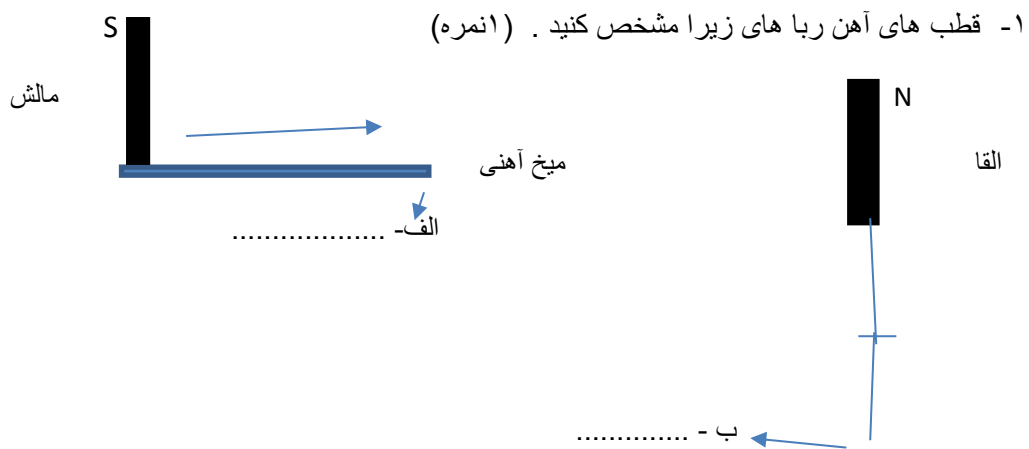 ۱- قطب های آهن ربا های زیرا مشخص کنید . (۱نمره)
S
مالش
N
میخ آهنی
القا
الف- ...................
ب - ..............